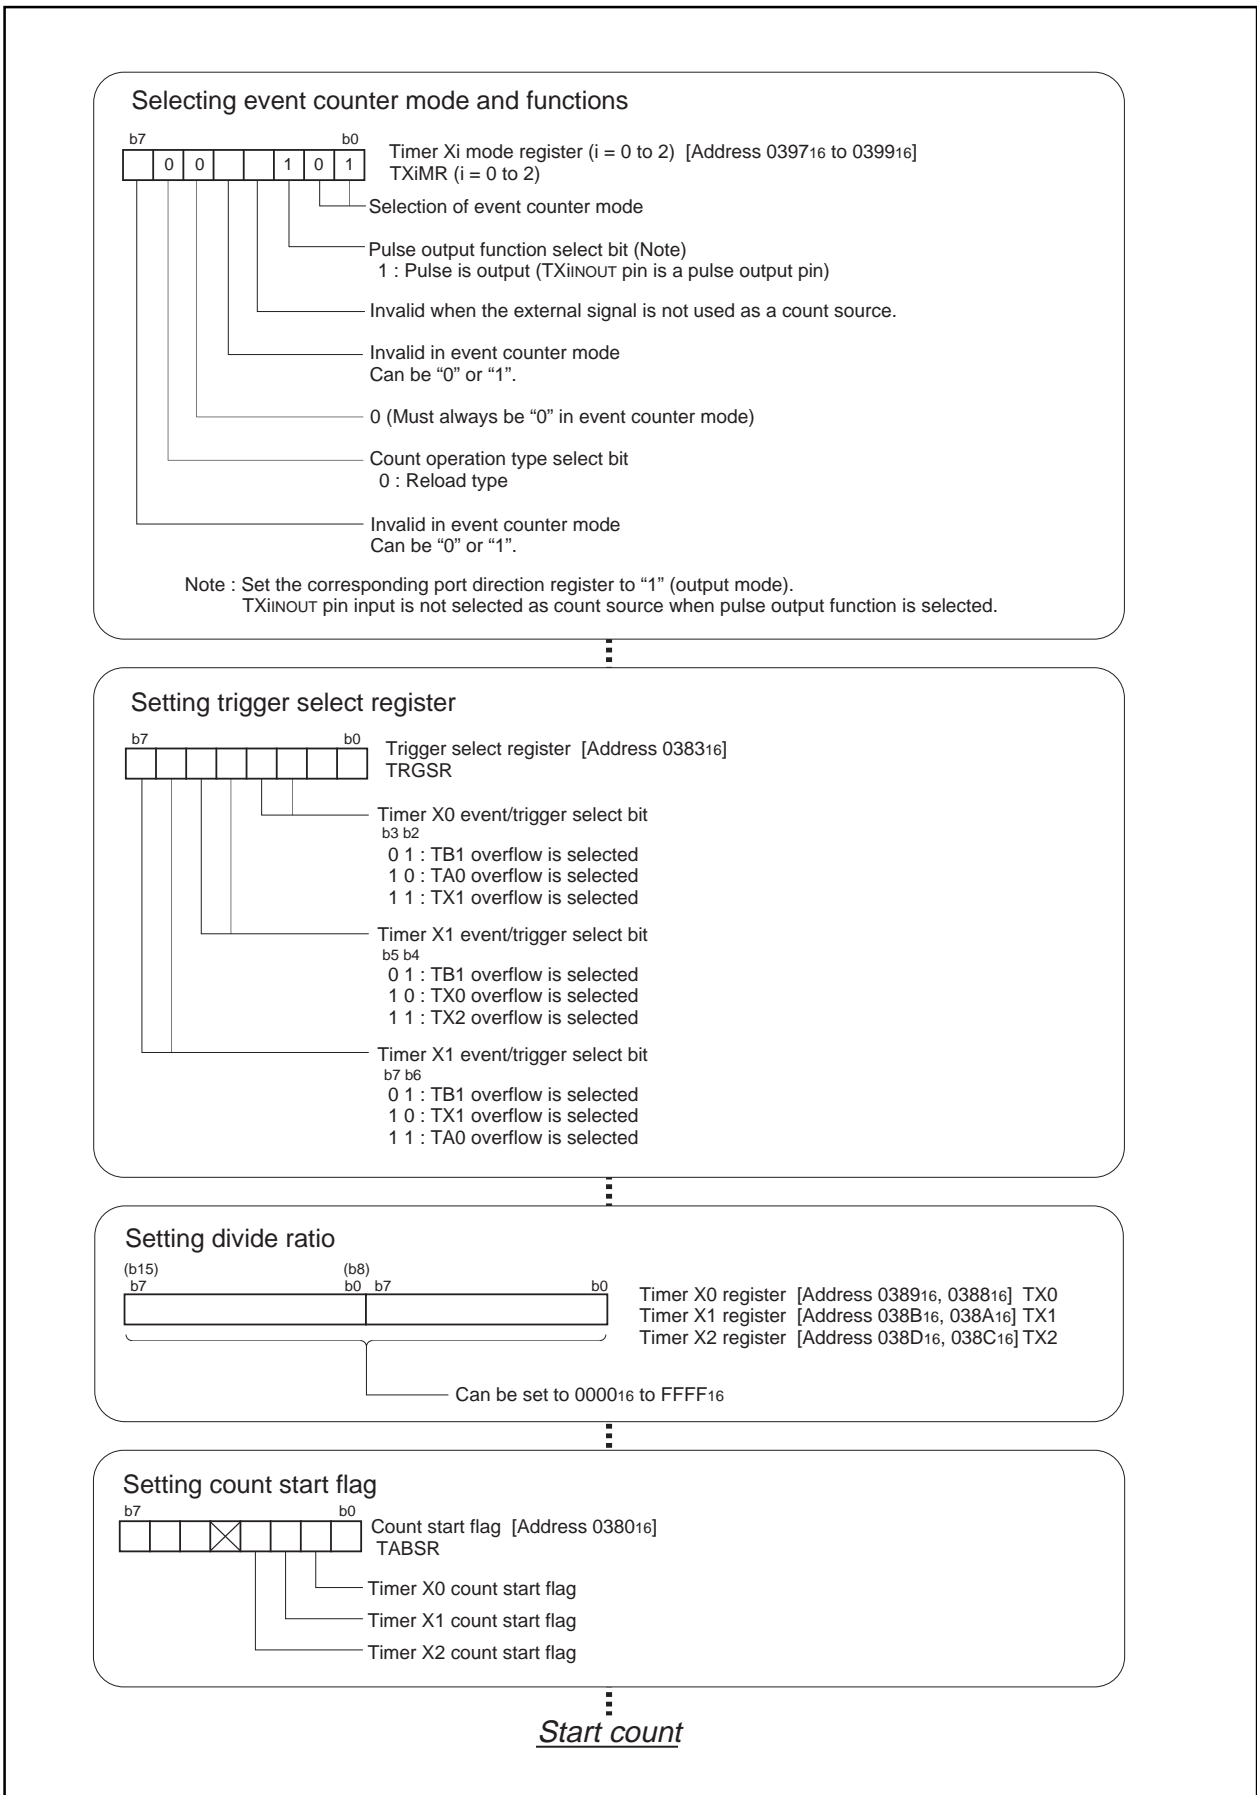 Selecting event counter mode and functions
b7 b0
0 0 1 0 1
Timer Xi mode register (i = 0 to 2) [Address 039716 to 039916]
TXiMR (i = 0 to 2)
Selection of event counter mode
Pulse output function select bit (Note)
1 : Pulse is output (TXiINOUT pin is a pulse output pin)
Invalid when the external signal is not used as a count source.
Invalid in event counter mode
Can be “0” or “1”.
0 (Must always be “0” in event counter mode)
Count operation type select bit
0 : Reload type
Invalid in event counter mode
Can be “0” or “1”.
Note : Set the corresponding port direction register to “1” (output mode).
TXiINOUT pin input is not selected as count source when pulse output function is selected.
Setting trigger select register
b7 b0
Trigger select register [Address 038316]
TRGSR
Timer X0 event/trigger select bit
b3 b2
0 1 : TB1 overflow is selected
1 0 : TA0 overflow is selected
1 1 : TX1 overflow is selected
Timer X1 event/trigger select bit
b5 b4
0 1 : TB1 overflow is selected
1 0 : TX0 overflow is selected
1 1 : TX2 overflow is selected
Timer X1 event/trigger select bit
b7 b6
0 1 : TB1 overflow is selected
1 0 : TX1 overflow is selected
1 1 : TA0 overflow is selected
Setting divide ratio
(b15) (b8)
b7 b0 b7 b0
Timer X0 register [Address 038916, 038816] TX0
Timer X1 register [Address 038B16, 038A16] TX1
Timer X2 register [Address 038D16, 038C16] TX2
Can be set to 000016 to FFFF16
Setting count start flag
b7 b0
Count start flag [Address 038016]
TABSR
Timer X0 count start flag
Timer X1 count start flag
Timer X2 count start flag
Start count